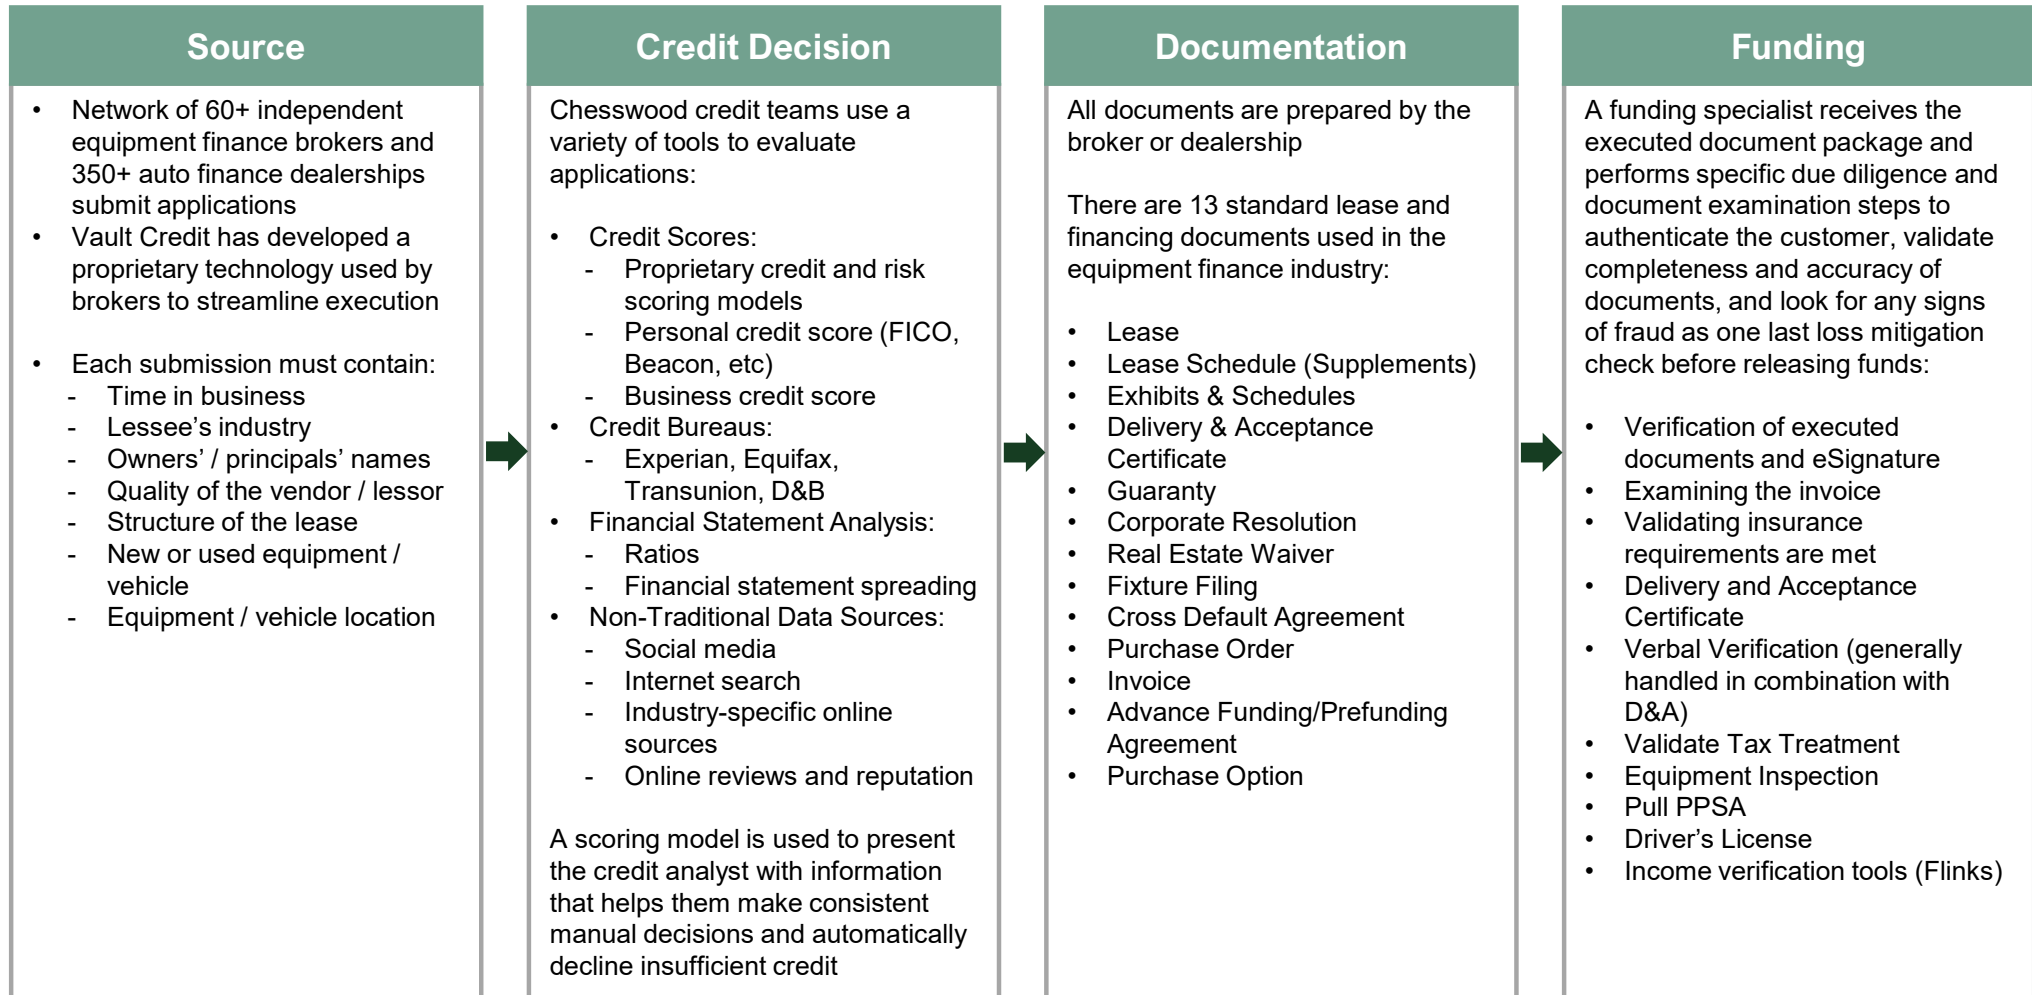 Source
• Network of 60+ independent
equipment finance brokers and
350+ auto finance dealerships
submit applications
• Vault Credit has developed a
proprietary technology used by
brokers to streamline execution
• Each submission must contain:
- Time in business
- Lessee’s industry
- Owners’ / principals’ names
- Quality of the vendor / lessor
- Structure of the lease
- New or used equipment /
vehicle
- Equipment / vehicle location
Credit Decision
Chesswood credit teams use a
variety of tools to evaluate
applications:
• Credit Scores:
- Proprietary credit and risk
scoring models
- Personal credit score (FICO,
Beacon, etc)
- Business credit score
• Credit Bureaus:
- Experian, Equifax,
Transunion, D&B
• Financial Statement Analysis:
- Ratios
- Financial statement spreading
• Non-Traditional Data Sources:
- Social media
- Internet search
- Industry-specific online
sources
- Online reviews and reputation
A scoring model is used to present
the credit analyst with information
that helps them make consistent
manual decisions and automatically
decline insufficient credit
Documentation
All documents are prepared by the
broker or dealership
There are 13 standard lease and
financing documents used in the
equipment finance industry:
• Lease
• Lease Schedule (Supplements)
• Exhibits & Schedules
• Delivery & Acceptance
Certificate
• Guaranty
• Corporate Resolution
• Real Estate Waiver
• Fixture Filing
• Cross Default Agreement
• Purchase Order
• Invoice
• Advance Funding/Prefunding
Agreement
• Purchase Option
Funding
A funding specialist receives the
executed document package and
performs specific due diligence and
document examination steps to
authenticate the customer, validate
completeness and accuracy of
documents, and look for any signs
of fraud as one last loss mitigation
check before releasing funds:
• Verification of executed
documents and eSignature
• Examining the invoice
• Validating insurance
requirements are met
• Delivery and Acceptance
Certificate
• Verbal Verification (generally
handled in combination with
D&A)
• Validate Tax Treatment
• Equipment Inspection
• Pull PPSA
• Driver’s License
• Income verification tools (Flinks)